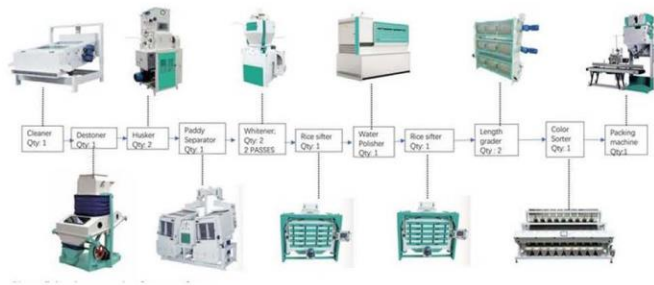 Cleaner
Qty: 1
Destoner
Qty: 1
Husker
Qty: 2
Paddy
Separator
Qty: 1
Whitener.
Qty: 2
2 PASSES
Rice sifter
Qty: 1
Water
Polisher
Qty: 1
Rice sifter
Qty: 1
Length
grader
Qty : 2
Color
Sorter
Qty: 1
Packing
machine
Qty:1